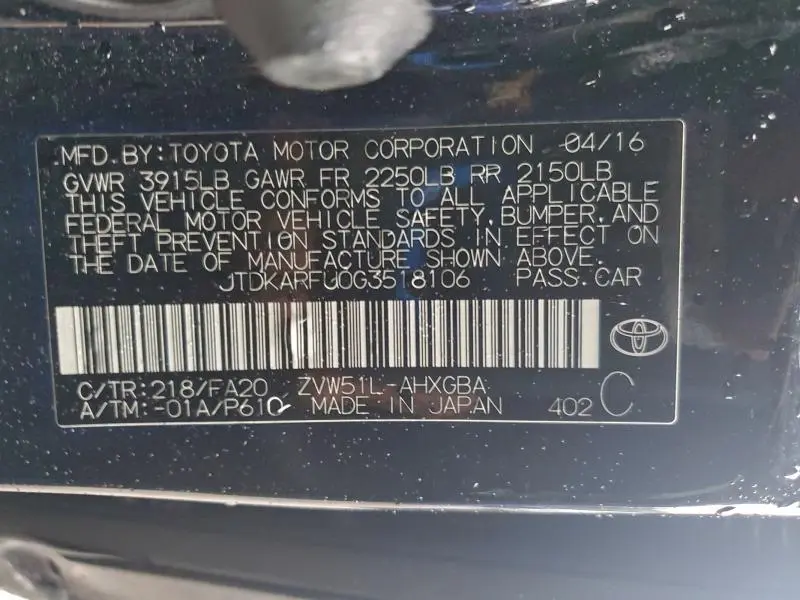 MFD. BY: TOYOTA MOTOR CORPORATION 04/16
GVWR 3915LB GAWR FR 2250LB RR 2150LB
THIS VEHICLE CONFORMS TO ALL APPLICABLE
FEDERAL MOTOR VEHICLE SAFETY, BUMPER, AND
THEFT PREVENTION STANDARDS IN EFFECT ON
THE DATE OF MANUFACTURE SHOWN ABOVE.
JTDKARFU0G3518106 PASS. CAR
C/TR: 218/FA20 ZVW51L-AHXGBA
A/TM: -01A/P610 MADE IN JAPAN 402 C